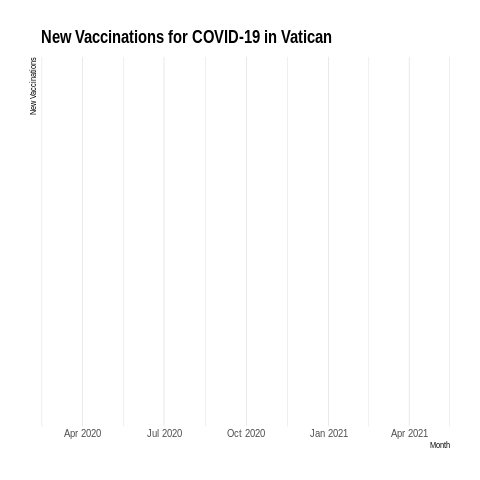 New Vaccinations for COVID-19 in Vatican
New Vaccinations
Apr 2020 Jul 2020 Oct 2020 Jan 2021 Apr 2021
Month